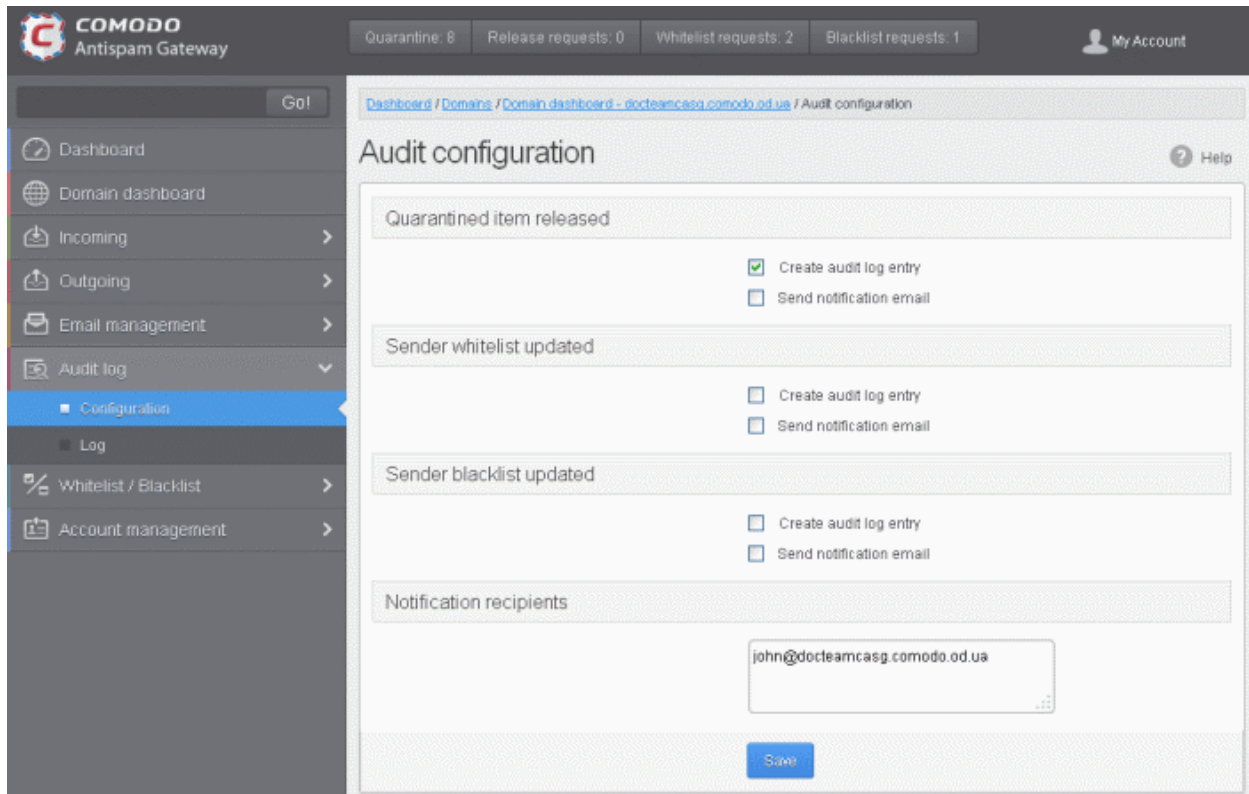 COMODO
Antispam Gateway
Quarantine: 8 Release requests: 0 Whitelist requests: 2 Blacklist requests: 1
My Account
Go!
Dashboard
Domain dashboard
Incoming
Outgoing
Email management
Audit log
Configuration
Log
Whitelist / Blacklist
Account management
Dashboard / Domains / Domain dashboard - docteamcasg.comodo.od.ua / Audit configuration
Audit configuration
Help
Quarantined item released
Create audit log entry
Send notification email
Sender whitelist updated
Create audit log entry
Send notification email
Sender blacklist updated
Create audit log entry
Send notification email
Notification recipients
john@docteamcasg.comodo.od.ua
Save